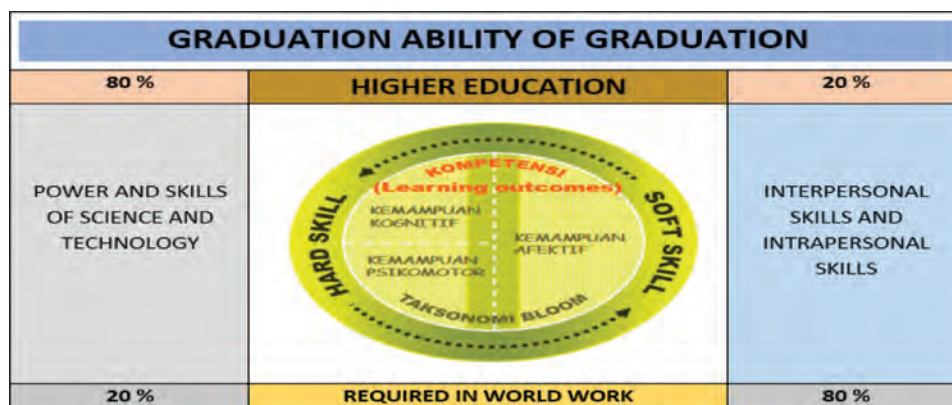 GRADUATION ABILITY OF GRADUATION
80 %
HIGHER EDUCATION
20 %
POWER AND SKILLS
OF SCIENCE AND
TECHNOLOGY
HARD SKILL
KOMPETENSI
(Learning outcomes)
KEMAMPUAN
KOGNITIF
KEMAMPUAN
PSIKOMOTOR
KEMAMPUAN
AFEKTIF
TAKSONOMI BLOOM
SOFT SKILL
INTERPERSONAL
SKILLS AND
INTRAPERSONAL
SKILLS
20 %
REQUIRED IN WORLD WORK
80 %